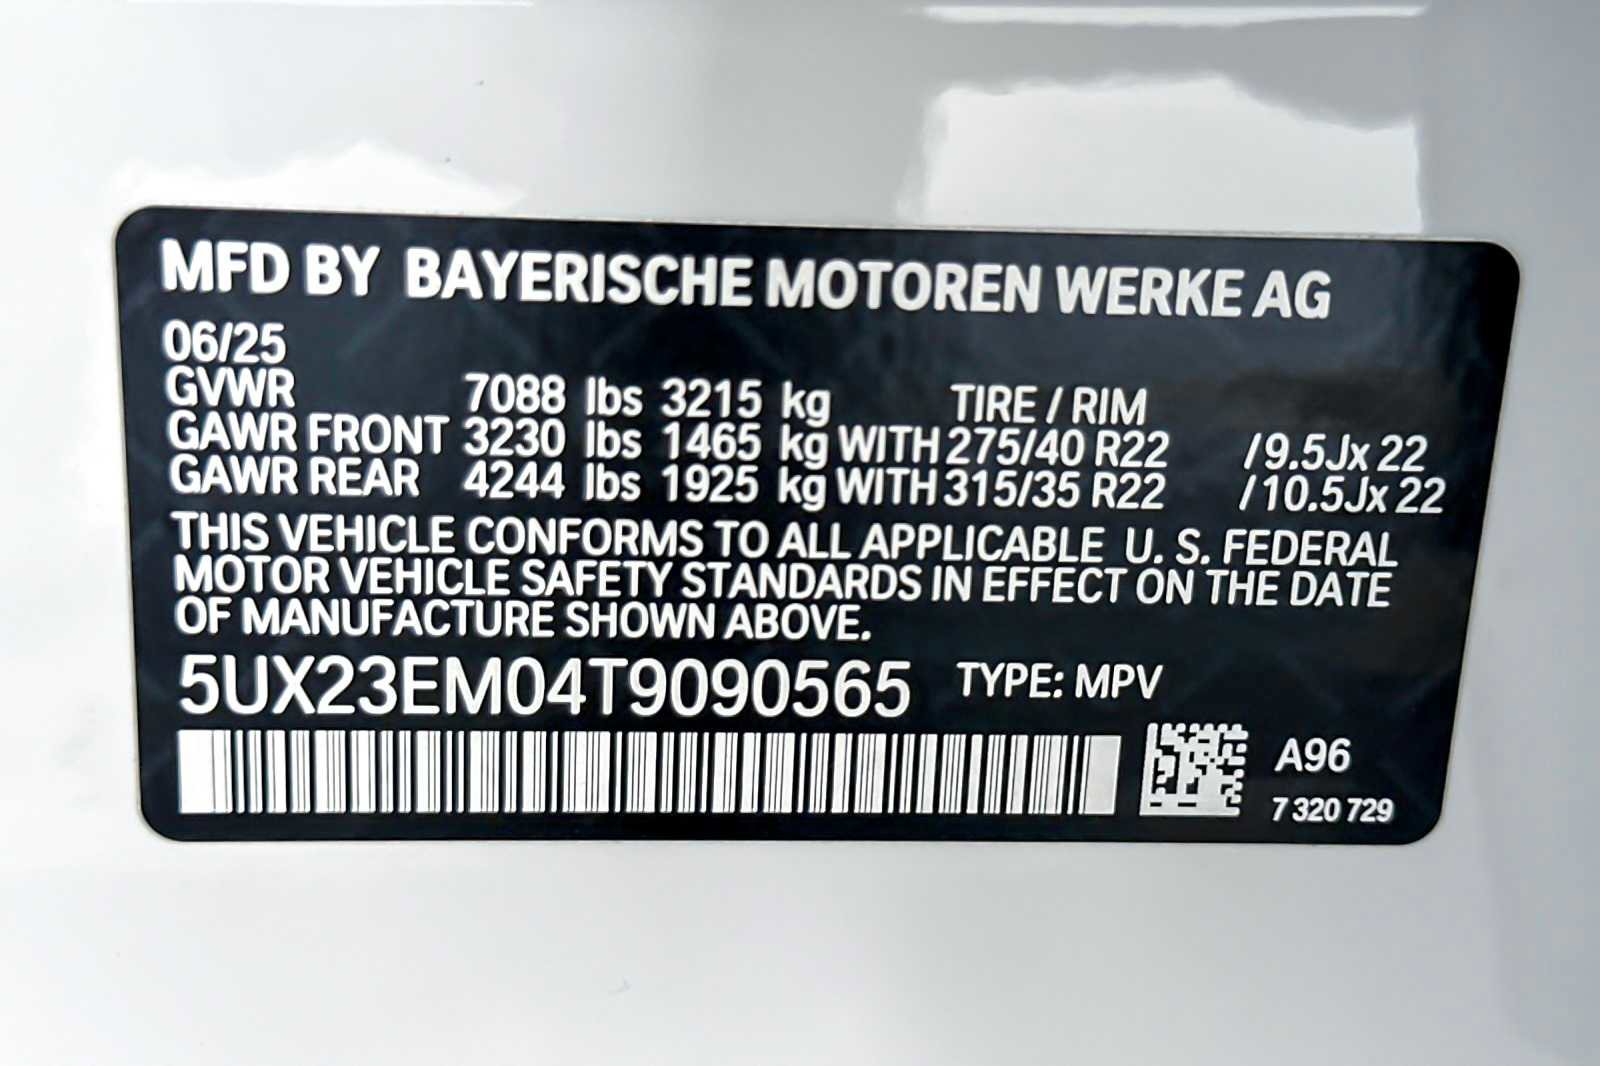 MFD BY BAYERISCHE MOTOREN WERKE AG
06/25
GVWR 7088 lbs 3215 kg TIRE / RIM
GAWR FRONT 3230 lbs 1465 kg WITH 275/40 R22 /9.5Jx 22
GAWR REAR 4244 lbs 1925 kg WITH 315/35 R22 /10.5Jx 22
THIS VEHICLE CONFORMS TO ALL APPLICABLE U. S. FEDERAL
MOTOR VEHICLE SAFETY STANDARDS IN EFFECT ON THE DATE
OF MANUFACTURE SHOWN ABOVE.
5UX23EM04T9090565 TYPE: MPV
A96
7 320 729